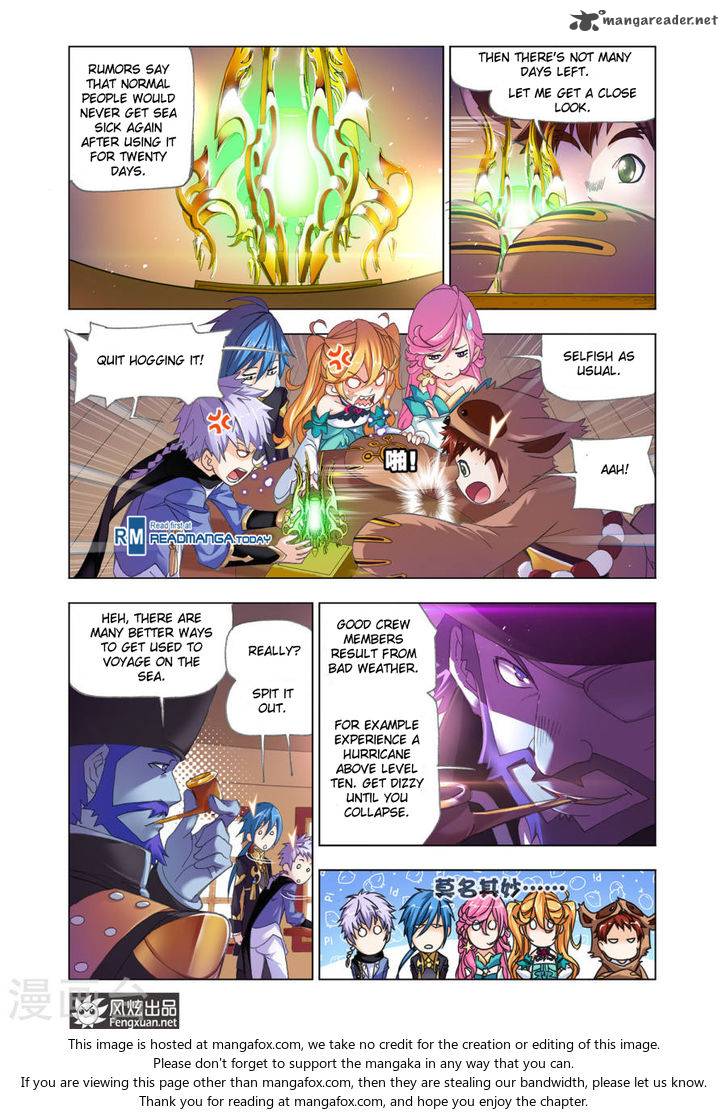 mangareader.net
RUMORS SAY
THAT NORMAL
PEOPLE WOULD
NEVER GET SEA
SICK AGAIN
AFTER USING IT
FOR TWENTY
DAYS.
THEN THERE'S NOT MANY
DAYS LEFT.
LET ME GET A CLOSE
LOOK.
QUIT HOGGING IT!
SELFISH AS
USUAL.
啪!
AAH!
RM Read first at
READMANGA.TODAY
HEH, THERE ARE
MANY BETTER WAYS
TO GET USED TO
VOYAGE ON THE
SEA.
REALLY?
SPIT IT
OUT.
GOOD CREW
MEMBERS
RESULT FROM
BAD WEATHER.
FOR EXAMPLE
EXPERIENCE A
HURRICANE
ABOVE LEVEL
TEN. GET DIZZY
UNTIL YOU
COLLAPSE.
莫名其妙……
漫画台
风炫出品
Fengxuan.net
This image is hosted at mangafox.com, we take no credit for the creation or editing of this image.
Please don't forget to support the mangaka in any way that you can.
If you are viewing this page other than mangafox.com, then they are stealing our bandwidth, please let us know.
Thank you for reading at mangafox.com, and hope you enjoy the chapter.